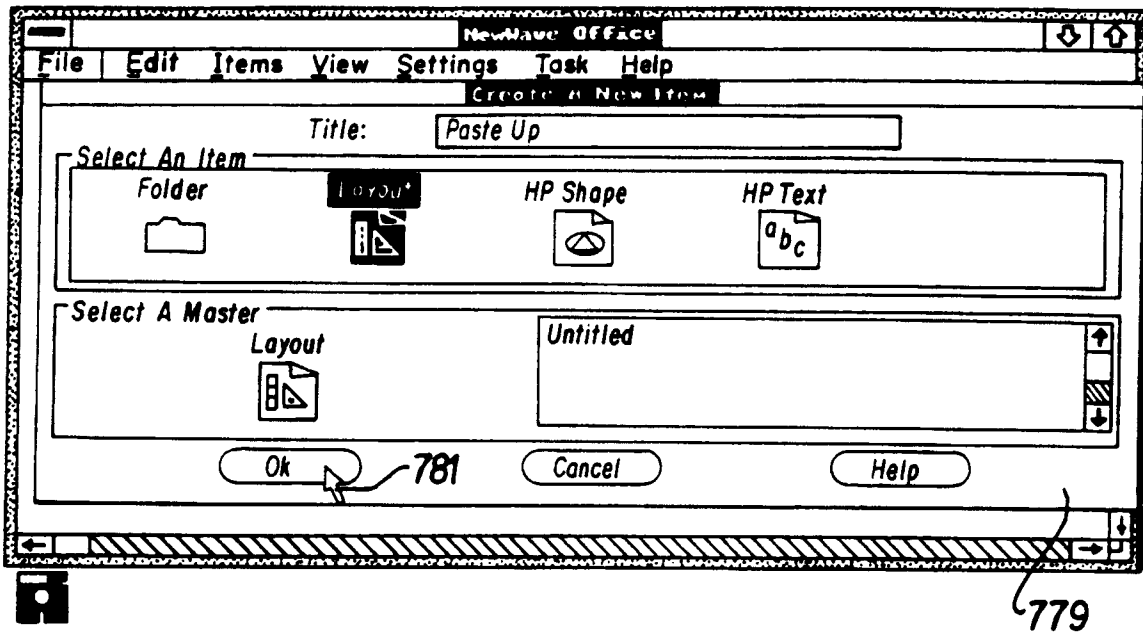 NewWave Office
File Edit Items View Settings Task Help
Create A New Item
Title: Paste Up
Select An Item
Folder Layout HP Shape HP Text
abc
Select A Master
Layout Untitled
Ok 781 Cancel Help
779